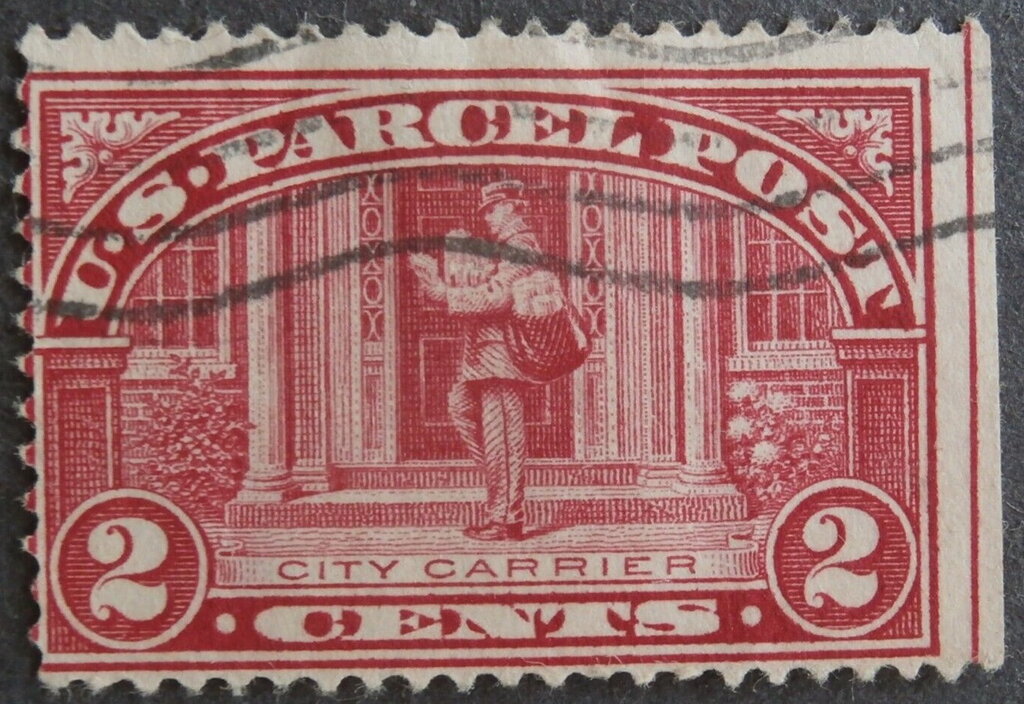 U·S·PARCEL POST
CITY CARRIER
2 ·CENTS· 2